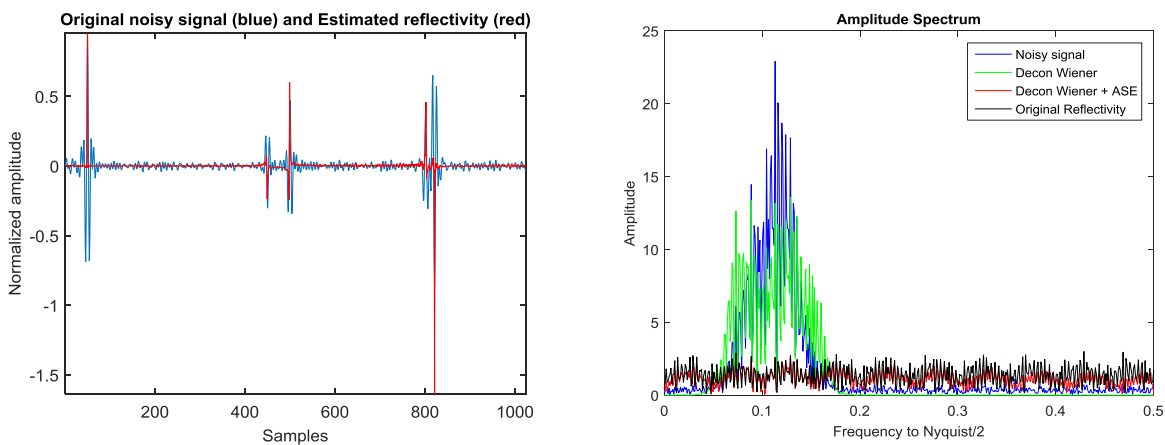 Original noisy signal (blue) and Estimated reflectivity (red)
Normalized amplitude
0.5
0
-0.5
-1
-1.5
200
400
600
800
1000
Samples
Amplitude Spectrum
Amplitude
25
20
15
10
5
0
Noisy signal
Decon Wiener
Decon Wiener + ASE
Original Reflectivity
0
0.1
0.2
0.3
0.4
0.5
Frequency to Nyquist/2